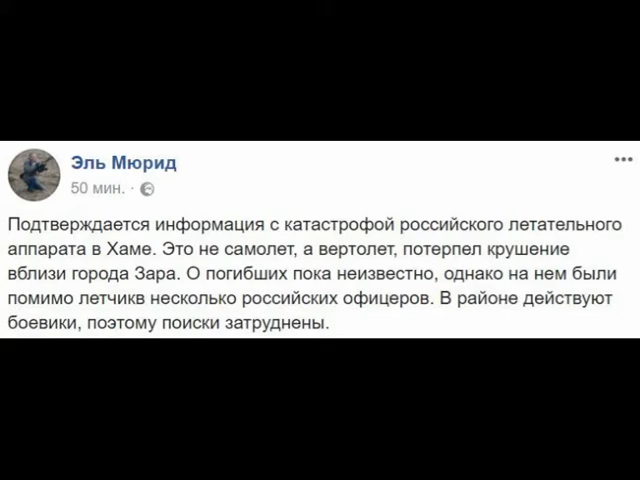 Эль Мюрид
50 мин. ·
Подтверждается информация с катастрофой российского летательного
аппарата в Хаме. Это не самолет, а вертолет, потерпел крушение
вблизи города Зара. О погибших пока неизвестно, однако на нем были
помимо летчикв несколько российских офицеров. В районе действуют
боевики, поэтому поиски затруднены.